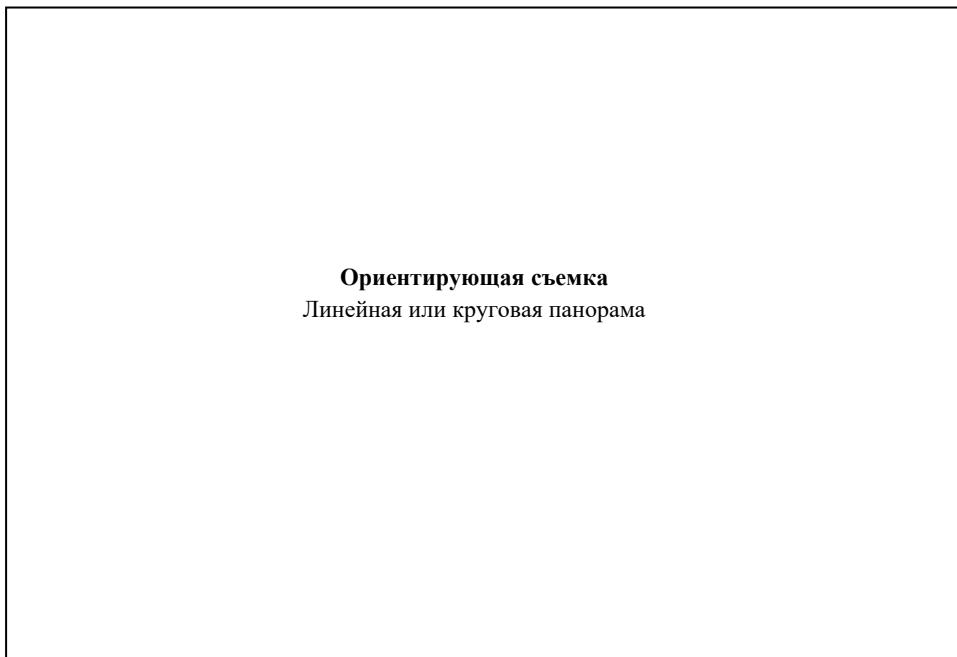 Ориентирующая съемка
Линейная или круговая панорама